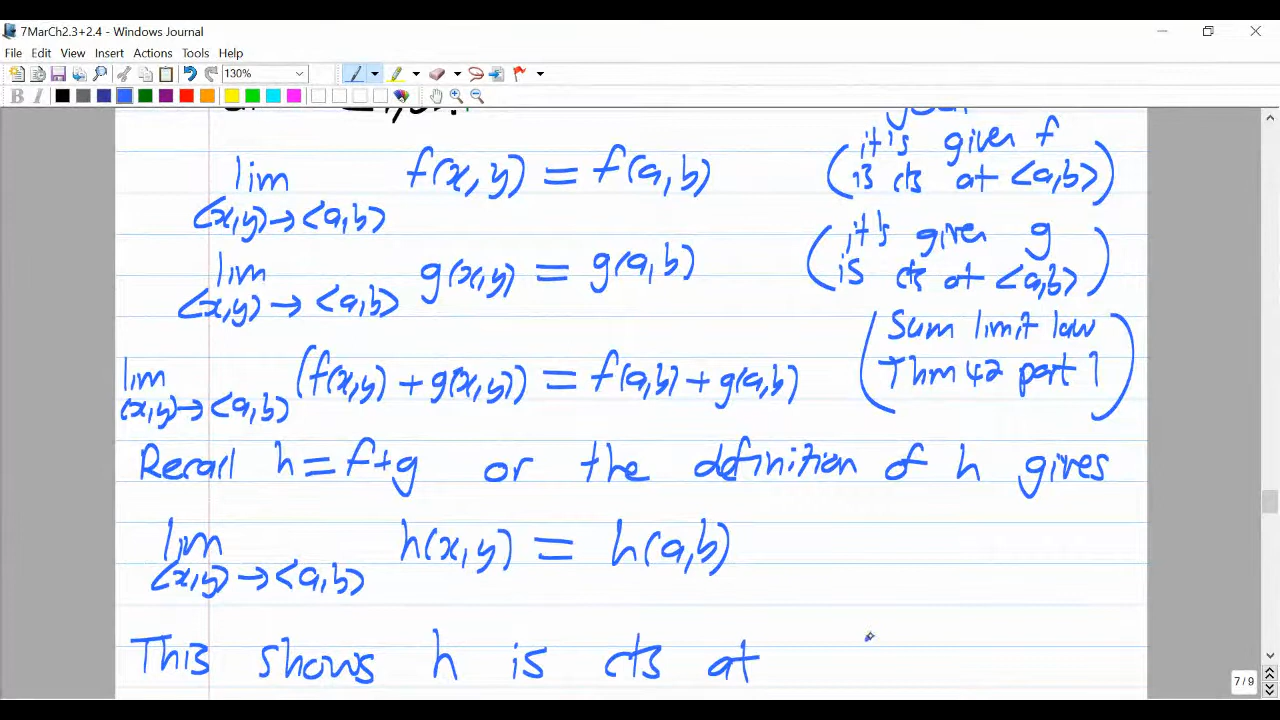 7MarCh2.3+2.4 - Windows Journal
File Edit View Insert Actions Tools Help
130%
B I
it's given f
lim f(x,y) = f(a,b) (is cts at <a,b>)
<x,y>→<a,b>
it's given g
lim g(x,y) = g(a,b) (is cts at <a,b>)
<x,y>→<a,b>
Sum limit law
lim (f(x,y)+g(x,y)) = f(a,b)+g(a,b) (Thm 42 part 1)
<x,y>→<a,b>
Recall h=f+g or the definition of h gives
lim h(x,y) = h(a,b)
<x,y>→<a,b>
This shows h is cts at
7/9